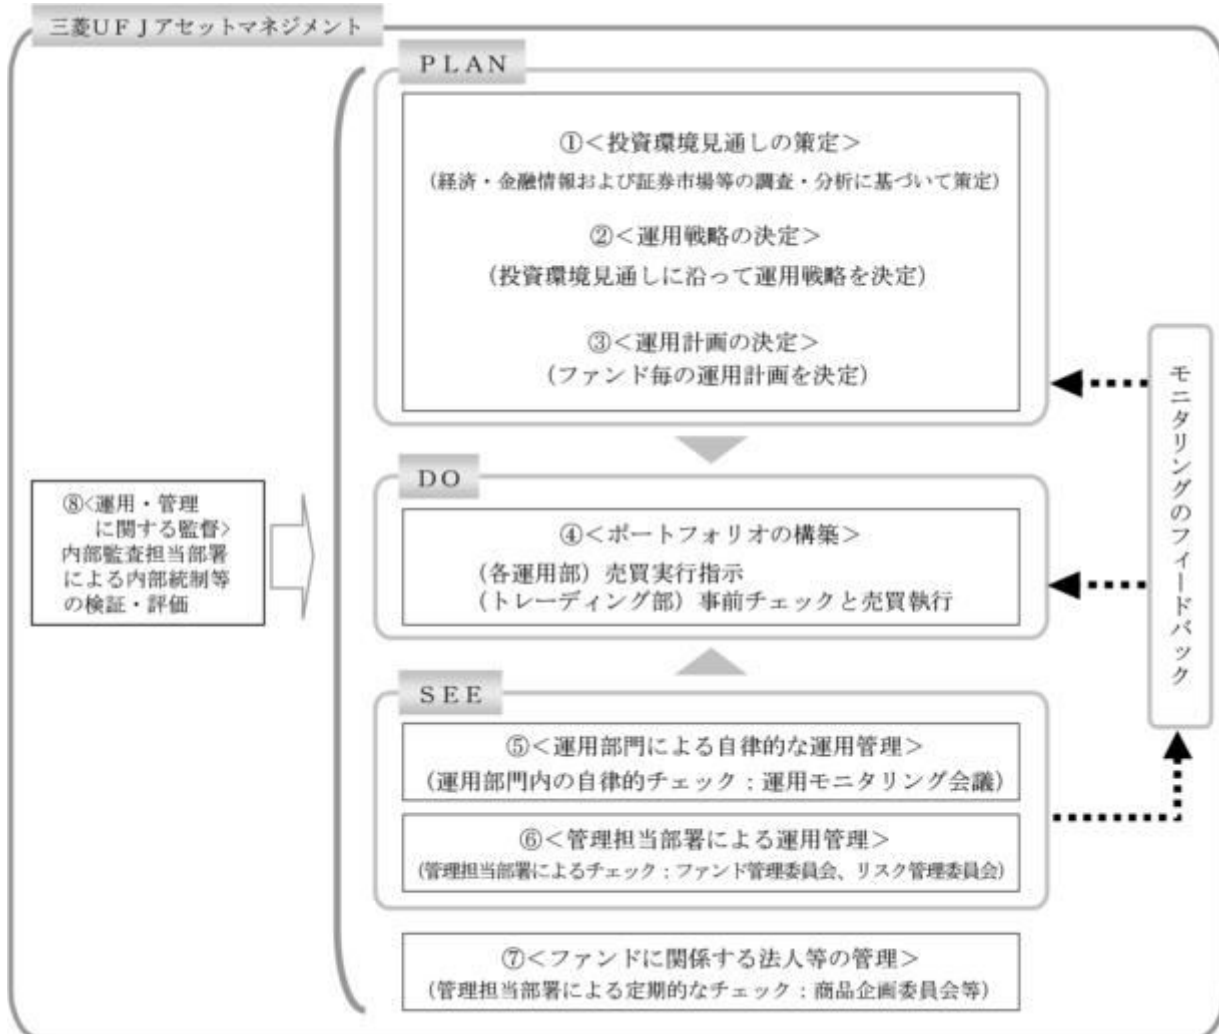 三菱UFJアセットマネジメント
PLAN
①<投資環境見通しの策定>
(経済・金融情報および証券市場等の調査・分析に基づいて策定)
②<運用戦略の決定>
(投資環境見通しに沿って運用戦略を決定)
③<運用計画の決定>
(ファンド毎の運用計画を決定)
DO
④<ポートフォリオの構築>
(各運用部) 売買実行指示
(トレーディング部) 事前チェックと売買執行
SEE
⑤<運用部門による自律的な運用管理>
(運用部門内の自律的チェック:運用モニタリング会議)
⑥<管理担当部署による運用管理>
(管理担当部署によるチェック:ファンド管理委員会、リスク管理委員会)
⑦<ファンドに関係する法人等の管理>
(管理担当部署による定期的なチェック:商品企画委員会等)
⑧<運用・管理
に関する監督>
内部監査担当部署
による内部統制等
の検証・評価
モニタリングのフィードバック